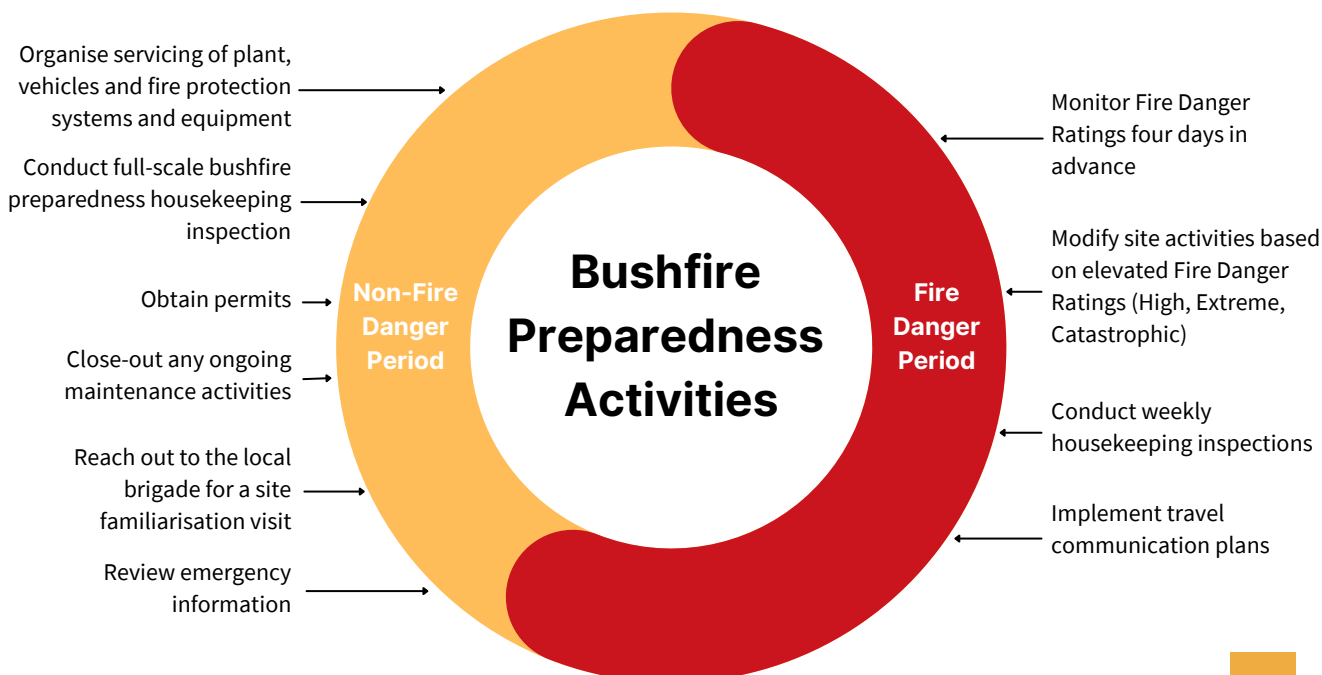 Organise servicing of plant,
vehicles and fire protection
systems and equipment
Conduct full-scale bushfire
preparedness housekeeping
inspection
Obtain permits
Close-out any ongoing
maintenance activities
Reach out to the local
brigade for a site
familiarisation visit
Review emergency
information
Non-Fire
Danger
Period
Bushfire
Preparedness
Activities
Fire
Danger
Period
Monitor Fire Danger
Ratings four days in
advance
Modify site activities based
on elevated Fire Danger
Ratings (High, Extreme,
Catastrophic)
Conduct weekly
housekeeping inspections
Implement travel
communication plans